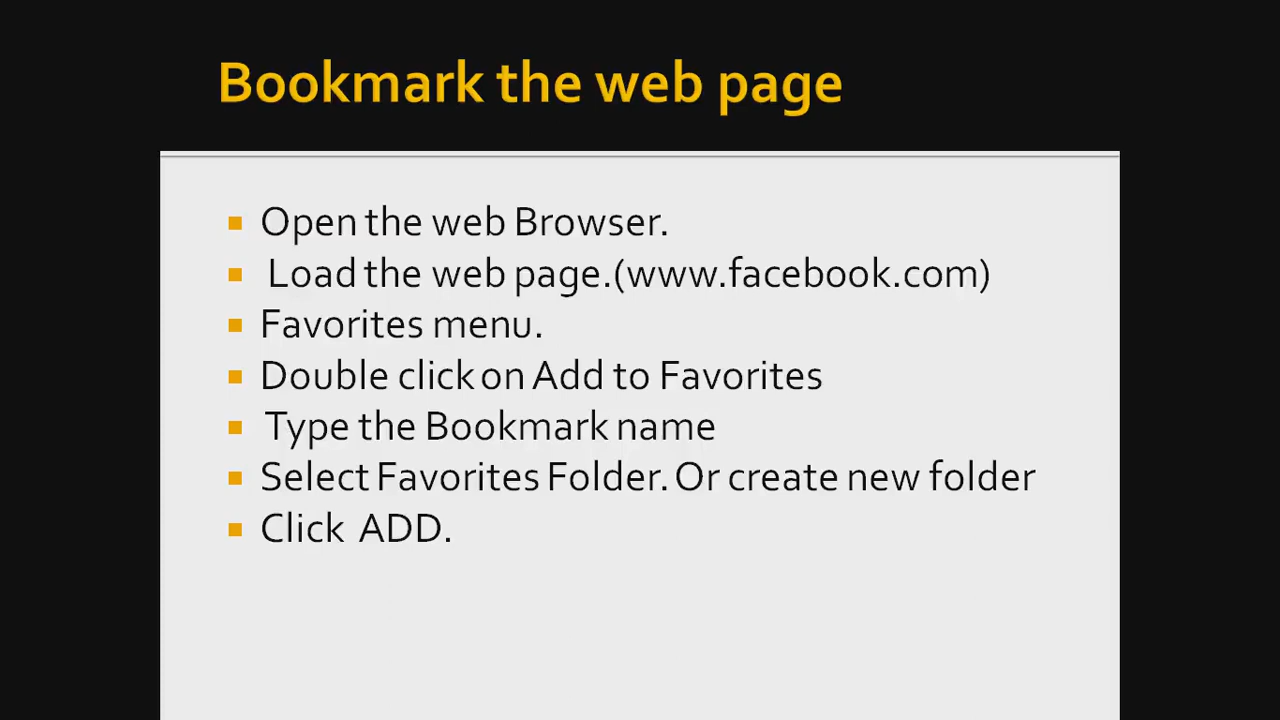 Bookmark the web page
Open the web Browser.
Load the web page.(www.facebook.com)
Favorites menu.
Double click on Add to Favorites
Type the Bookmark name
Select Favorites Folder. Or create new folder
Click ADD.